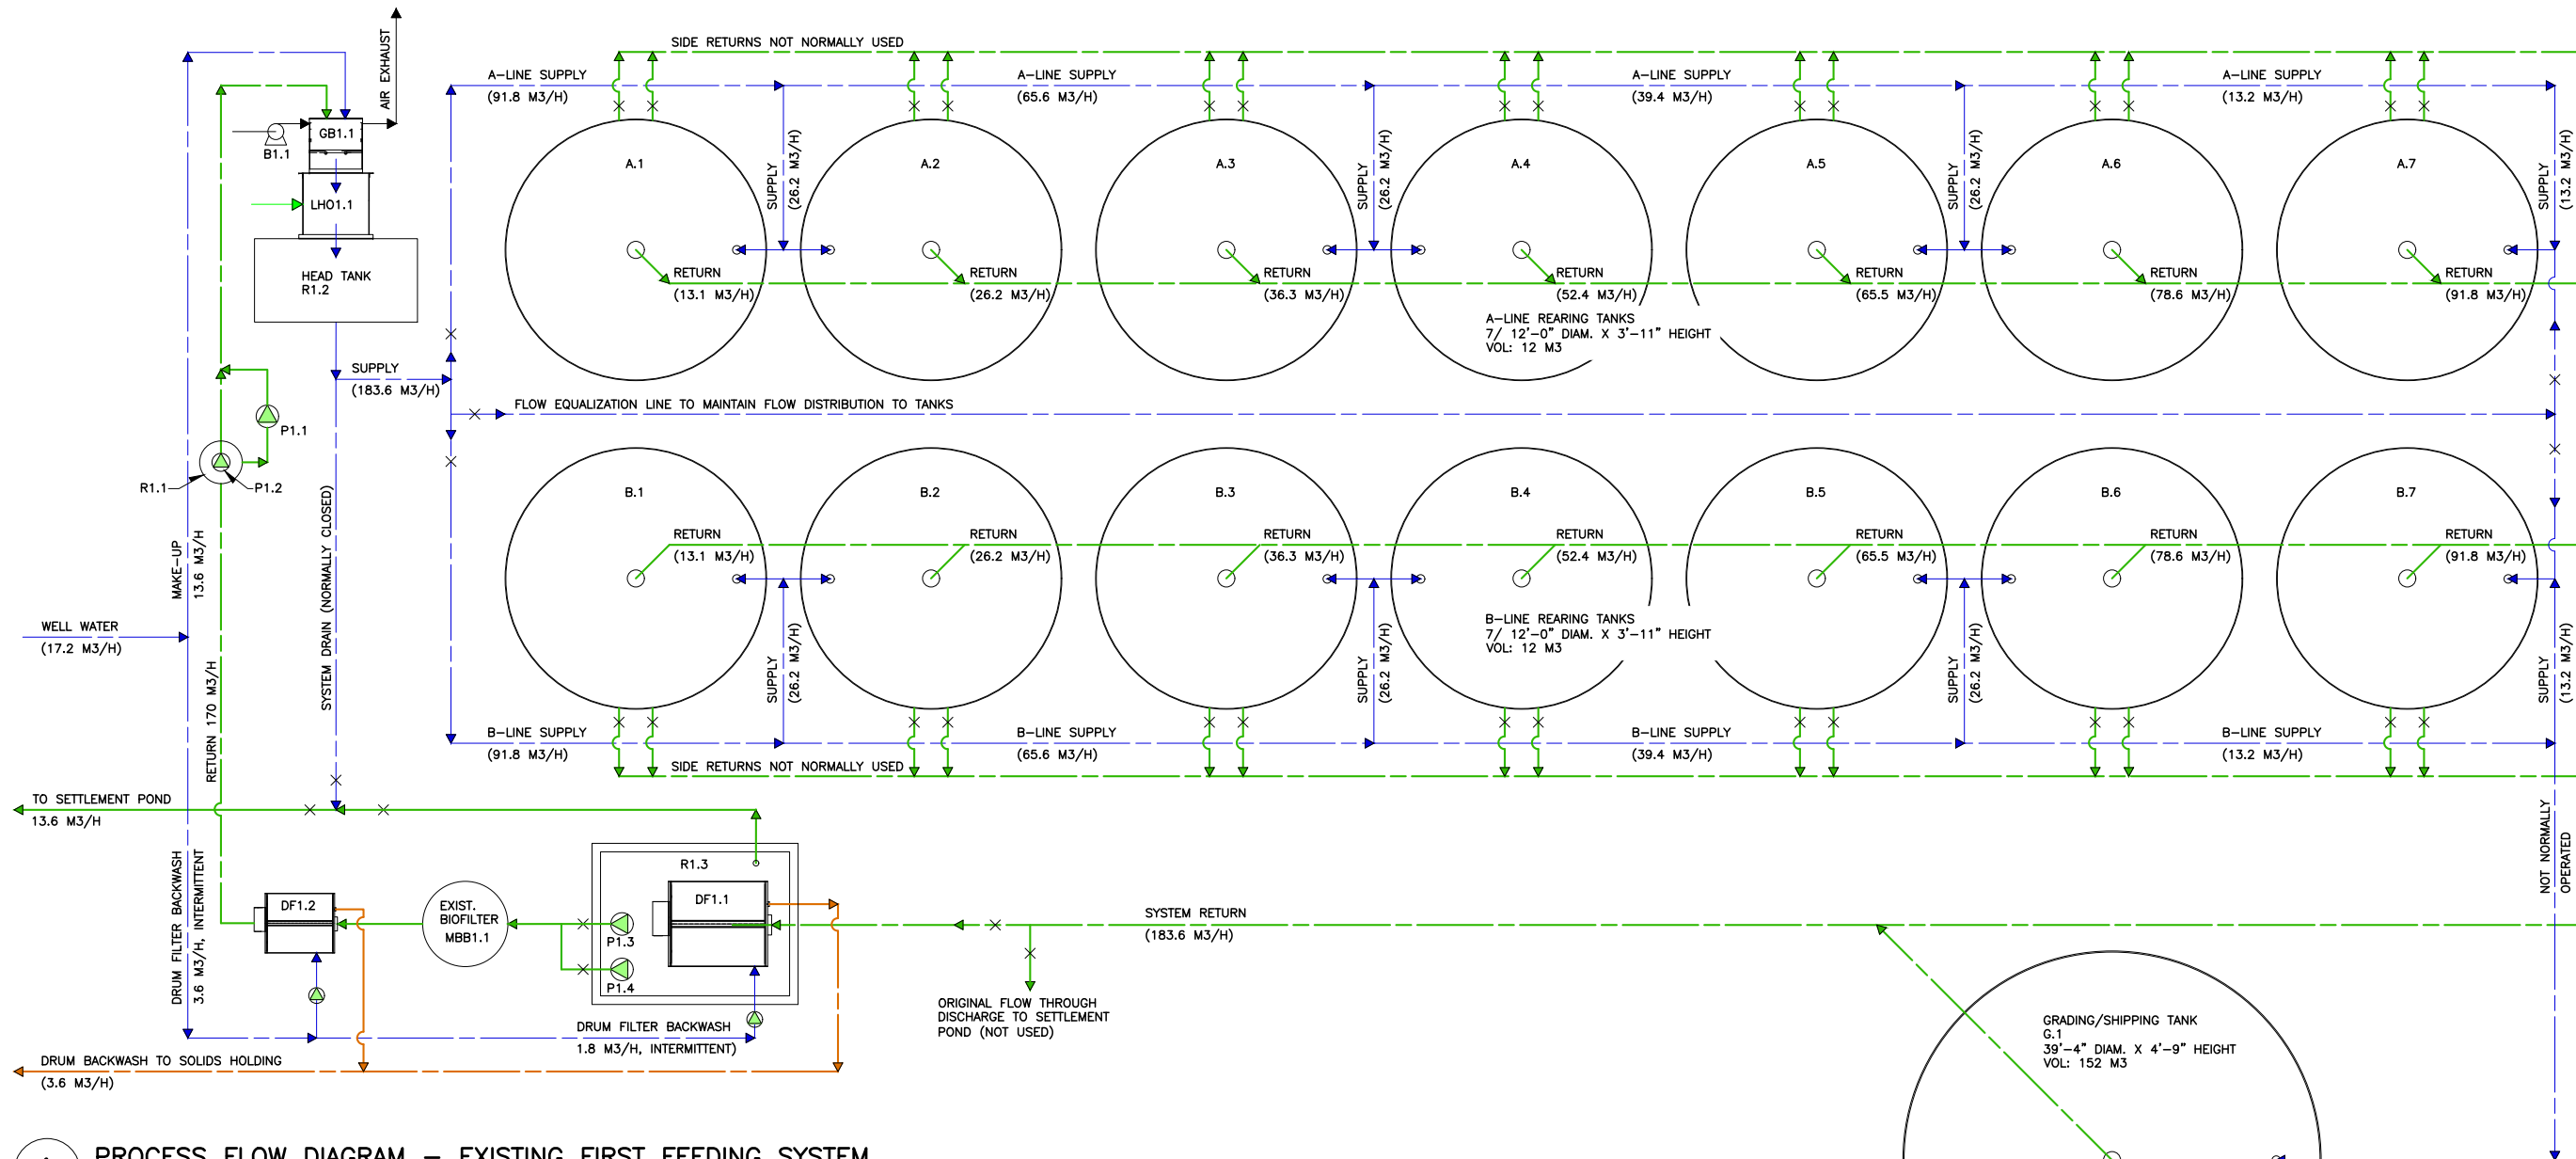 AIR EXHAUST
SIDE RETURNS NOT NORMALLY USED
A-LINE SUPPLY
(91.8 M3/H)
A-LINE SUPPLY
(65.6 M3/H)
A-LINE SUPPLY
(39.4 M3/H)
A-LINE SUPPLY
(13.2 M3/H)
GB1.1
B1.1
LHO1.1
HEAD TANK
R1.2
A.1
A.2
A.3
A.4
A.5
A.6
A.7
SUPPLY
(26.2 M3/H)
SUPPLY
(26.2 M3/H)
SUPPLY
(26.2 M3/H)
SUPPLY
(13.2 M3/H)
RETURN
(13.1 M3/H)
RETURN
(26.2 M3/H)
RETURN
(36.3 M3/H)
RETURN
(52.4 M3/H)
RETURN
(65.5 M3/H)
RETURN
(78.6 M3/H)
RETURN
(91.8 M3/H)
A-LINE REARING TANKS
7/ 12'-0" DIAM. X 3'-11" HEIGHT
VOL: 12 M3
SUPPLY
(183.6 M3/H)
FLOW EQUALIZATION LINE TO MAINTAIN FLOW DISTRIBUTION TO TANKS
P1.1
R1.1
P1.2
B.1
B.2
B.3
B.4
B.5
B.6
B.7
RETURN
(13.1 M3/H)
RETURN
(26.2 M3/H)
RETURN
(36.3 M3/H)
RETURN
(52.4 M3/H)
RETURN
(65.5 M3/H)
RETURN
(78.6 M3/H)
RETURN
(91.8 M3/H)
MAKE-UP
13.6 M3/H
SYSTEM DRAIN (NORMALLY CLOSED)
WELL WATER
(17.2 M3/H)
RETURN 170 M3/H
SUPPLY
(26.2 M3/H)
SUPPLY
(26.2 M3/H)
SUPPLY
(26.2 M3/H)
SUPPLY
(13.2 M3/H)
B-LINE REARING TANKS
7/ 12'-0" DIAM. X 3'-11" HEIGHT
VOL: 12 M3
B-LINE SUPPLY
(91.8 M3/H)
B-LINE SUPPLY
(65.6 M3/H)
B-LINE SUPPLY
(39.4 M3/H)
B-LINE SUPPLY
(13.2 M3/H)
SIDE RETURNS NOT NORMALLY USED
TO SETTLEMENT POND
13.6 M3/H
DRUM FILTER BACKWASH
3.6 M3/H, INTERMITTENT
NOT NORMALLY
OPERATED
R1.3
DF1.1
DF1.2
EXIST.
BIOFILTER
MBB1.1
P1.3
P1.4
SYSTEM RETURN
(183.6 M3/H)
ORIGINAL FLOW THROUGH
DISCHARGE TO SETTLEMENT
POND (NOT USED)
DRUM FILTER BACKWASH
1.8 M3/H, INTERMITTENT)
DRUM BACKWASH TO SOLIDS HOLDING
(3.6 M3/H)
GRADING/SHIPPING TANK
G.1
39'-4" DIAM. X 4'-9" HEIGHT
VOL: 152 M3
PROCESS FLOW DIAGRAM - EXISTING FIRST FEEDING SYSTEM